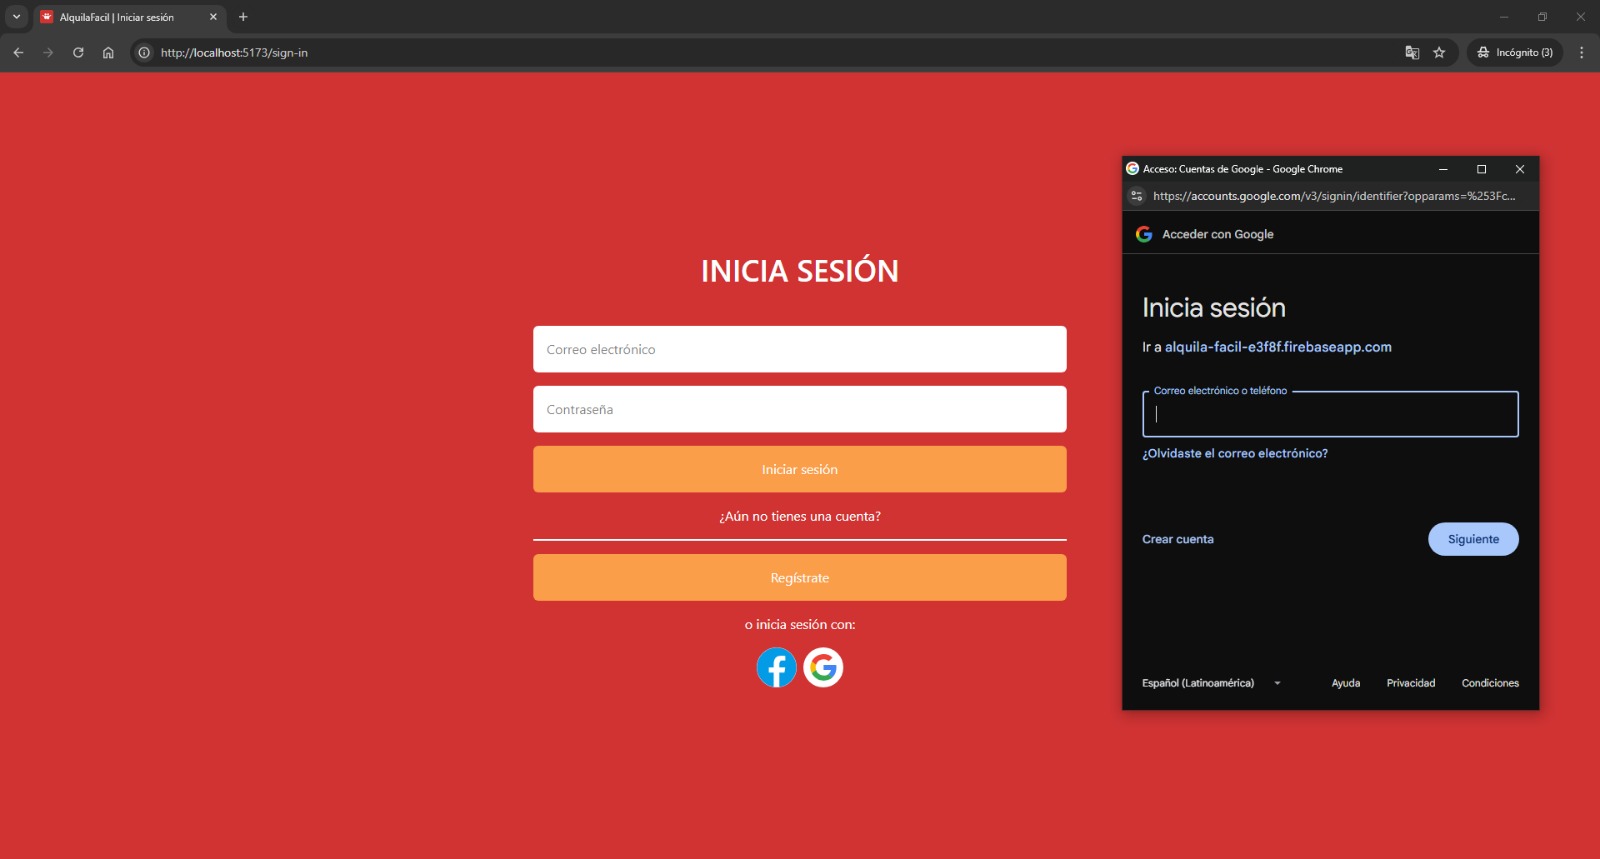 AlquilaFacil | Iniciar sesión
http://localhost:5173/sign-in
Incógnito (3)
INICIA SESIÓN
Correo electrónico
Contraseña
Iniciar sesión
¿Aún no tienes una cuenta?
Regístrate
o inicia sesión con:
Acceso: Cuentas de Google - Google Chrome
https://accounts.google.com/v3/signin/identifier?opparams=%253Fc...
Acceder con Google
Inicia sesión
Ir a alquila-facil-e3f8f.firebaseapp.com
Correo electrónico o teléfono
¿Olvidaste el correo electrónico?
Crear cuenta
Siguiente
Español (Latinoamérica)
Ayuda
Privacidad
Condiciones